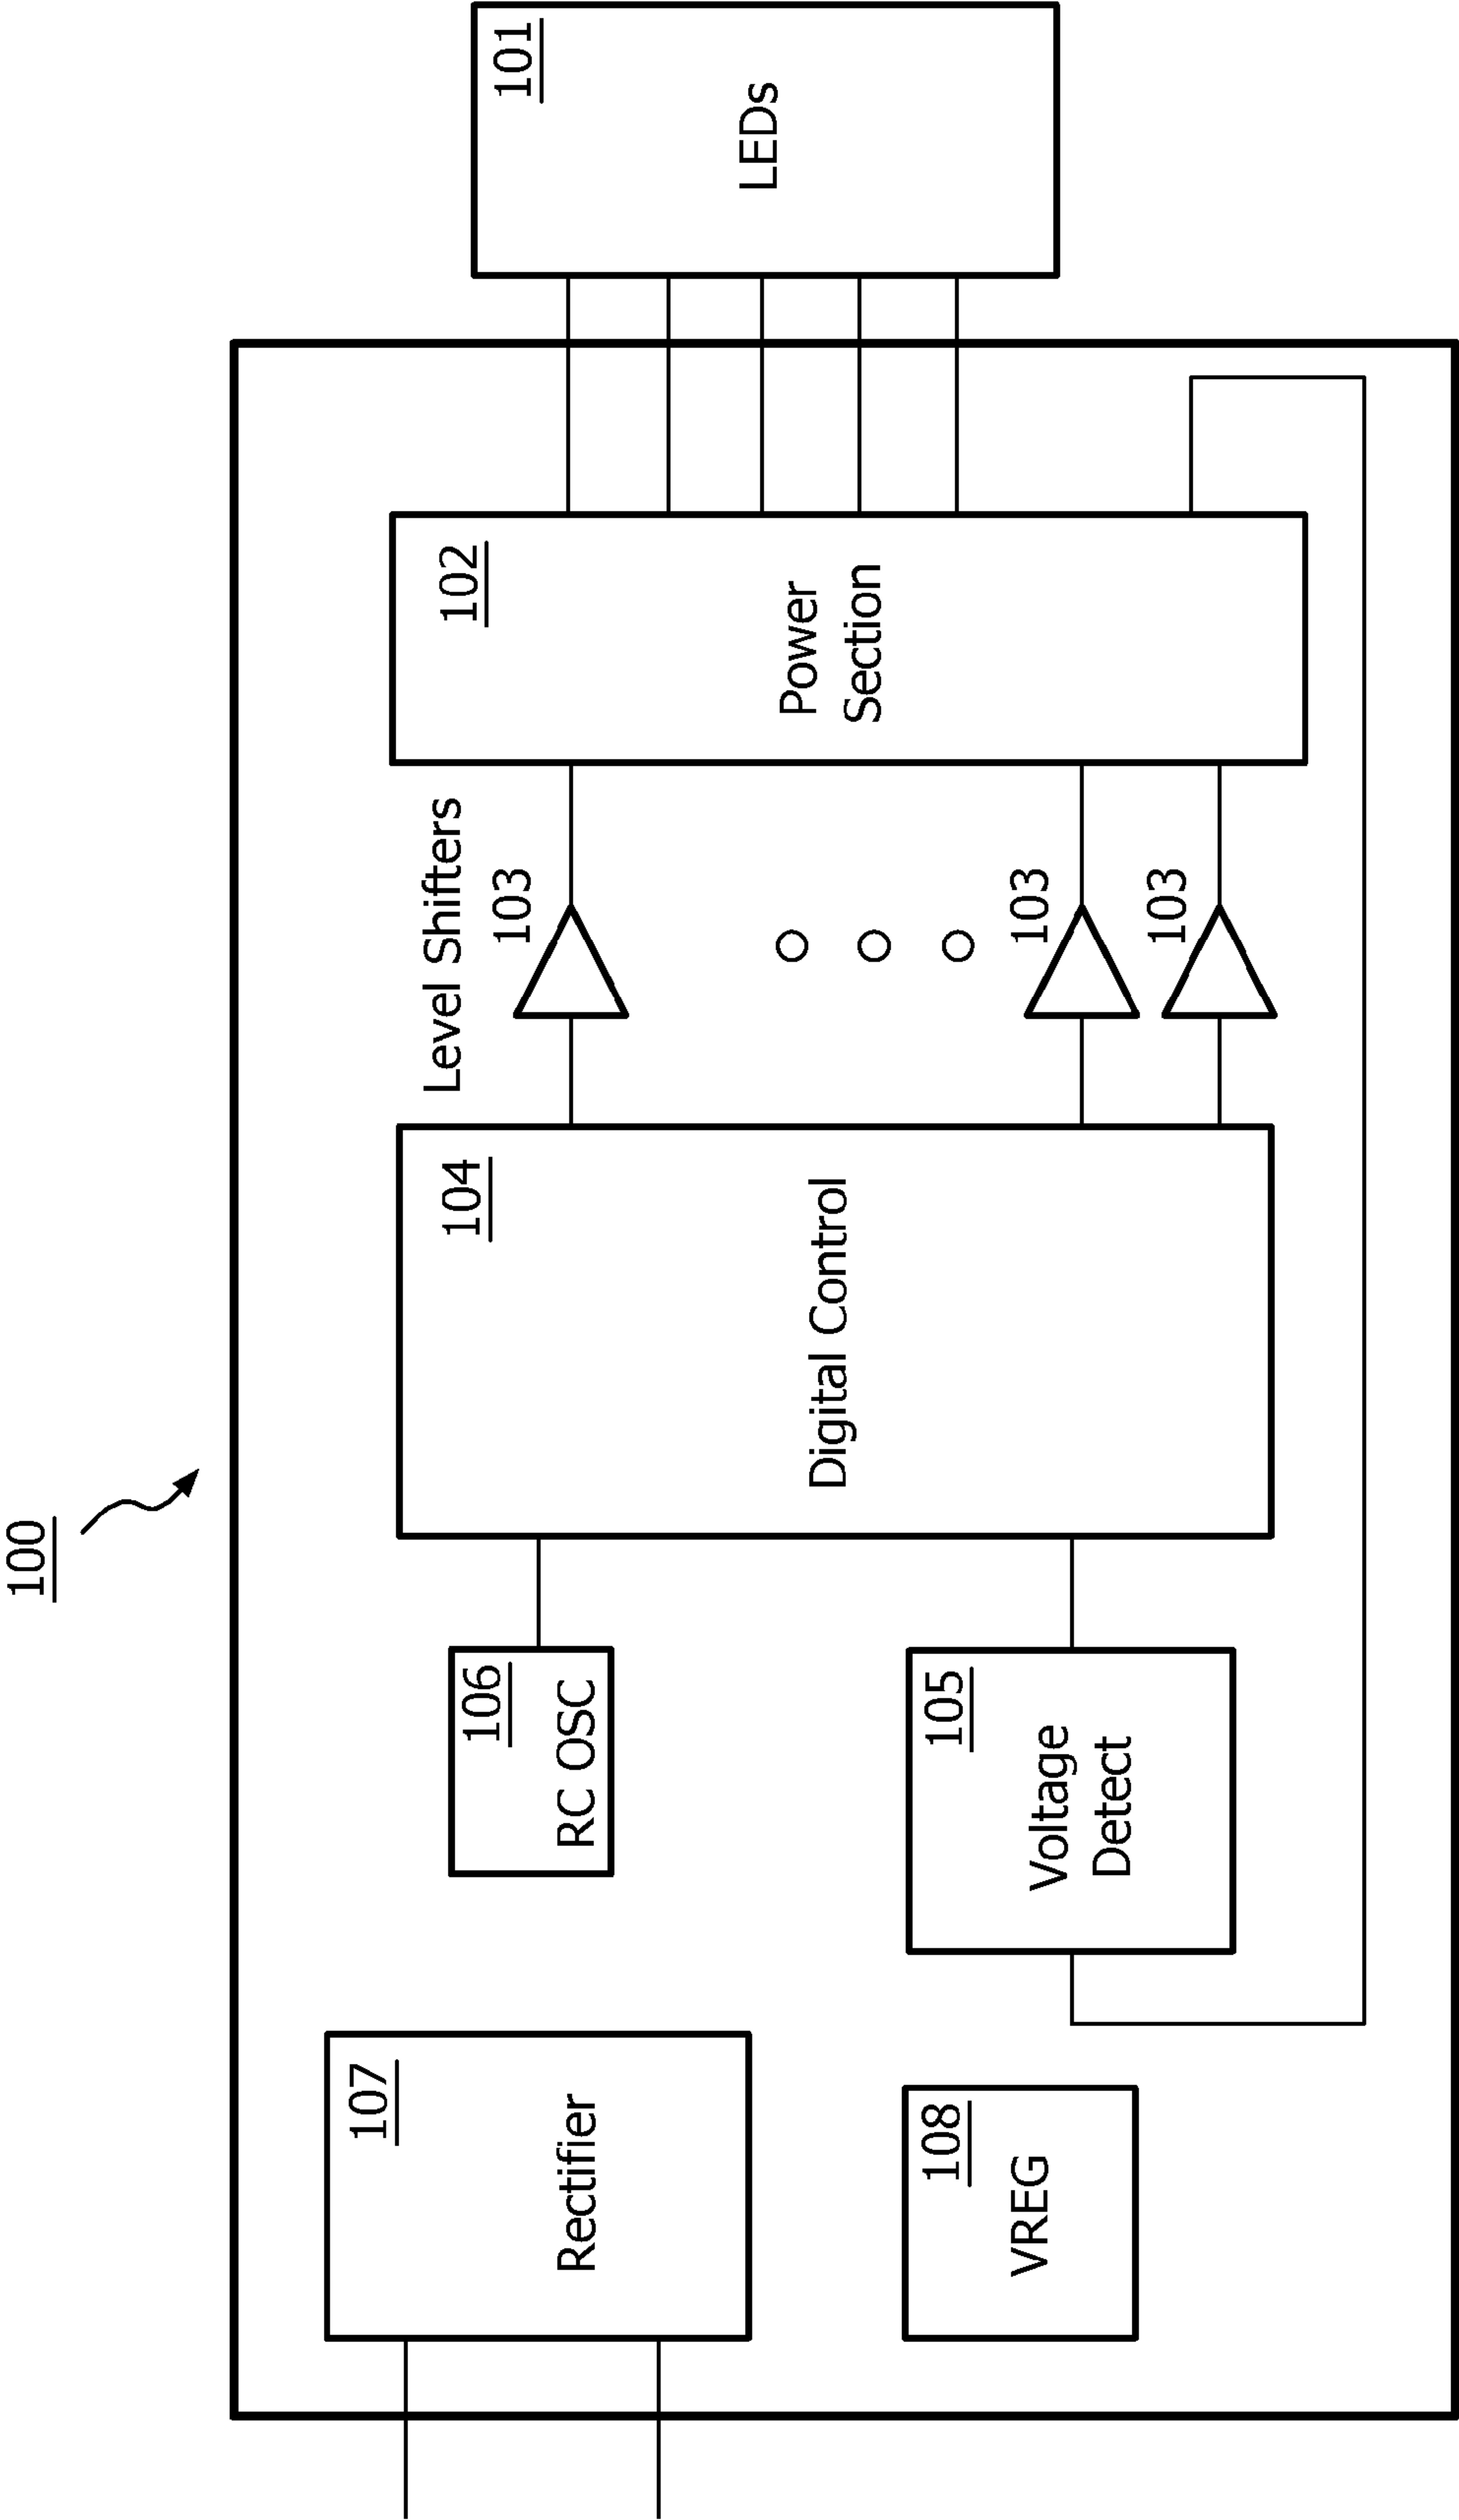 100
107
Rectifier
106
RC OSC
104
Digital Control
Level Shifters
103
103
103
102
Power
Section
101
LEDs
108
VREG
105
Voltage
Detect